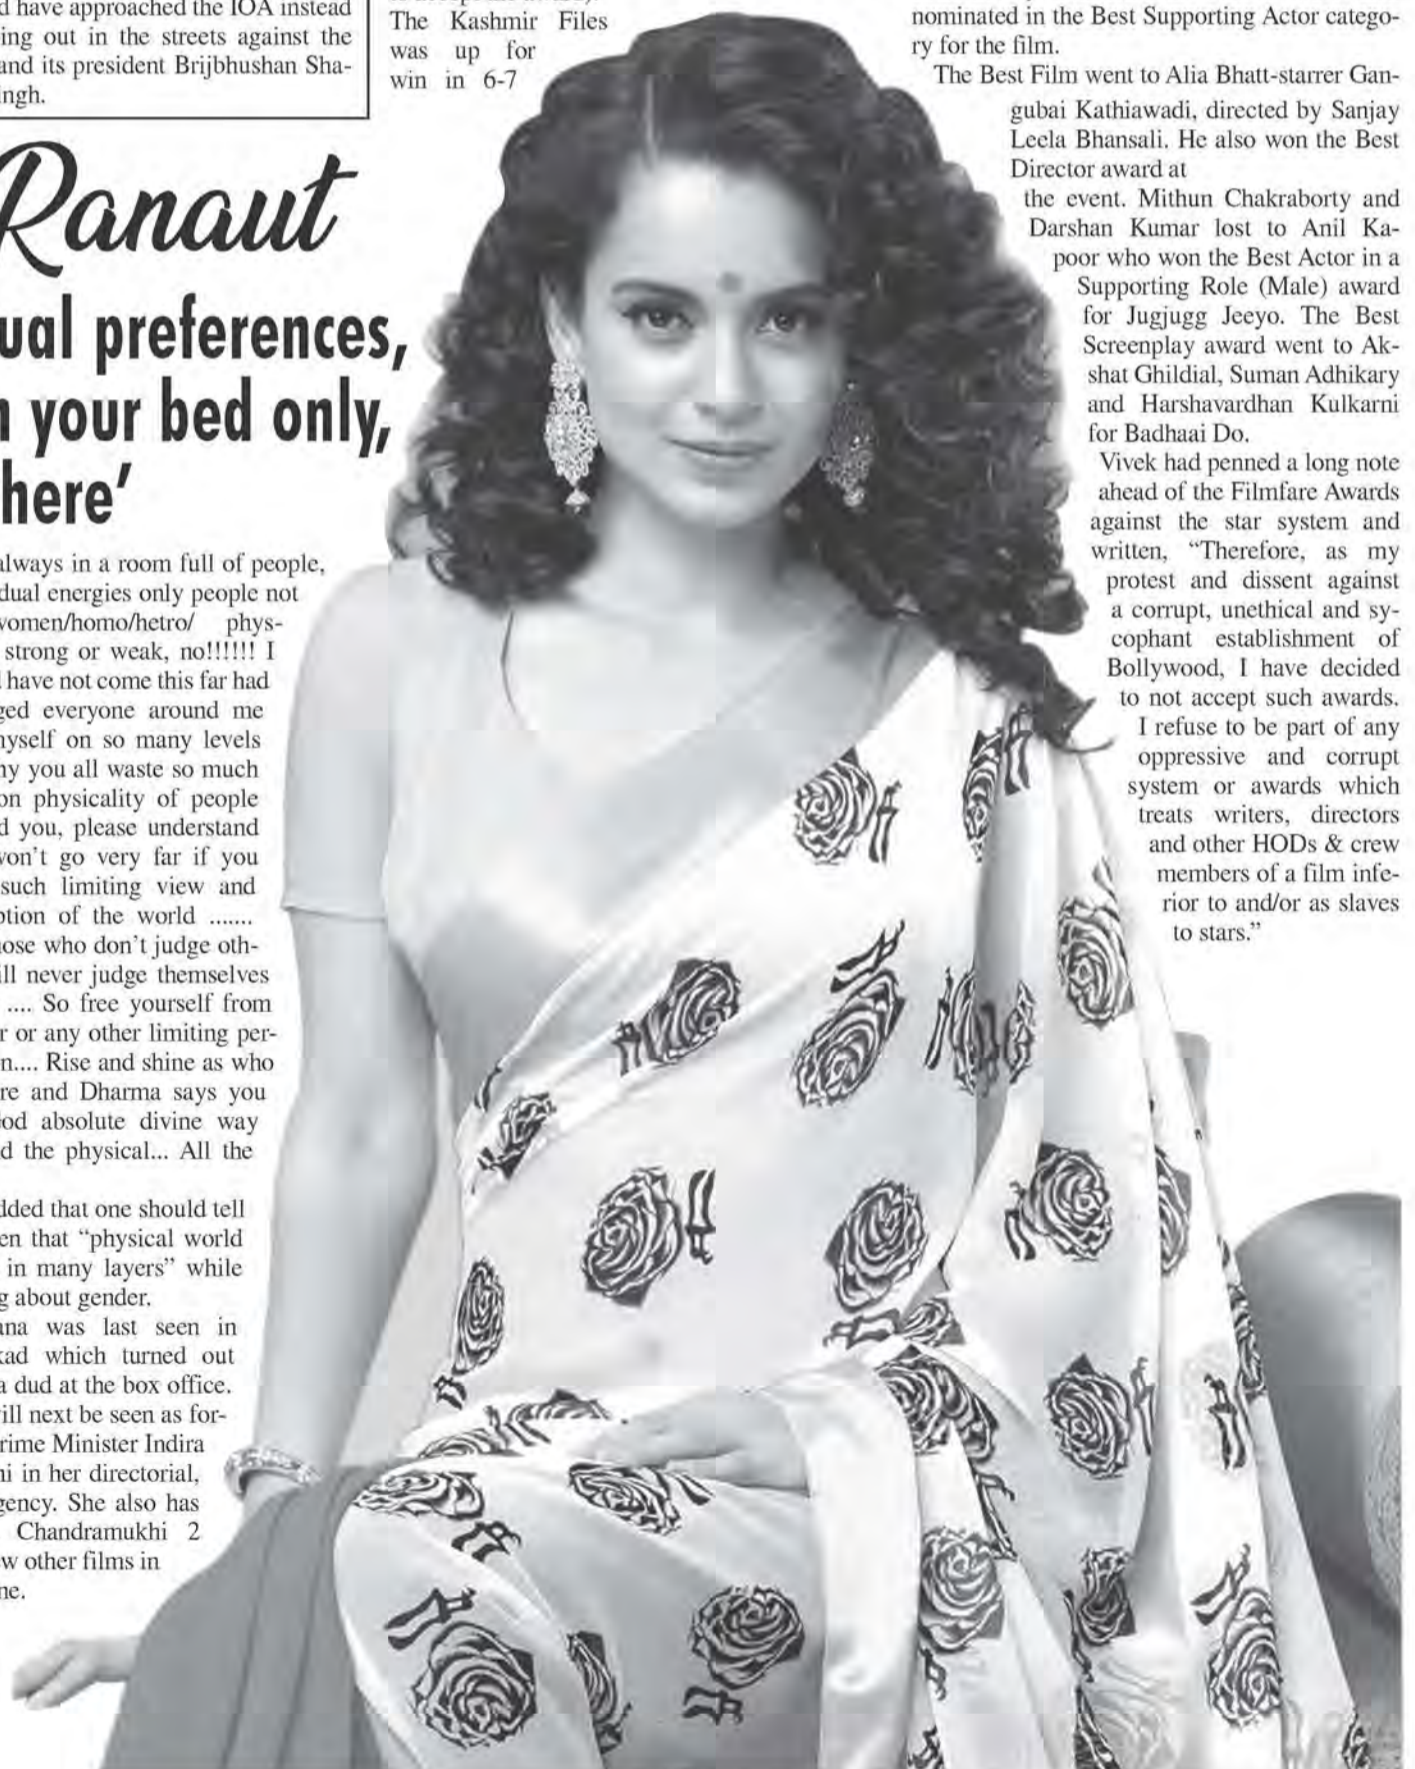 d have approached the IOA instead
ing out in the streets against the
and its president Brijbhushan Sha-
ingh.
Ranaut
ual preferences,
n your bed only,
here'
always in a room full of people,
dual energies only people not
women/homo/hetro/ phys-
strong or weak, no!!!!!! I
have not come this far had
ged everyone around me
myself on so many levels
hy you all waste so much
on physicality of people
d you, please understand
won't go very far if you
such limiting view and
ption of the world .......
hose who don't judge oth-
ill never judge themselves
.... So free yourself from
r or any other limiting per-
n.... Rise and shine as who
re and Dharma says you
od absolute divine way
d the physical... All the
dded that one should tell
en that “physical world
in many layers” while
g about gender.
ana was last seen in
kad which turned out
a dud at the box office.
ill next be seen as for-
rime Minister Indira
hi in her directorial,
gency. She also has
Chandramukhi 2
w other films in
ne.
The Kashmir Files
was up for
win in 6-7
nominated in the Best Supporting Actor catego-
ry for the film.
The Best Film went to Alia Bhatt-starrer Gan-
gubai Kathiawadi, directed by Sanjay
Leela Bhansali. He also won the Best
Director award at
the event. Mithun Chakraborty and
Darshan Kumar lost to Anil Ka-
poor who won the Best Actor in a
Supporting Role (Male) award
for Jugjugg Jeeyo. The Best
Screenplay award went to Ak-
shat Ghildial, Suman Adhikary
and Harshavardhan Kulkarni
for Badhaai Do.
Vivek had penned a long note
ahead of the Filmfare Awards
against the star system and
written, “Therefore, as my
protest and dissent against
a corrupt, unethical and sy-
cophant establishment of
Bollywood, I have decided
to not accept such awards.
I refuse to be part of any
oppressive and corrupt
system or awards which
treats writers, directors
and other HODs & crew
members of a film infe-
rior to and/or as slaves
to stars.”